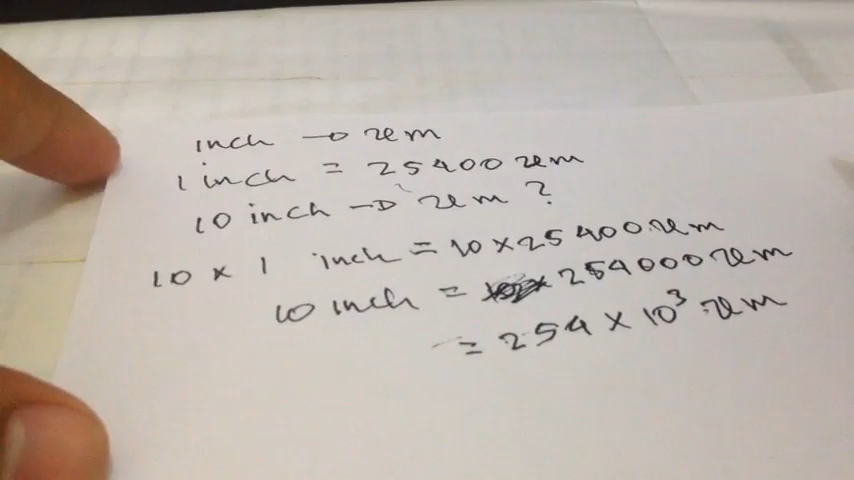 inch → μm
1 inch = 25400 μm
10 inch → μm ?
10 × 1 inch = 10 × 25400 μm
10 inch = 254000 μm
= 254 × 10³ μm